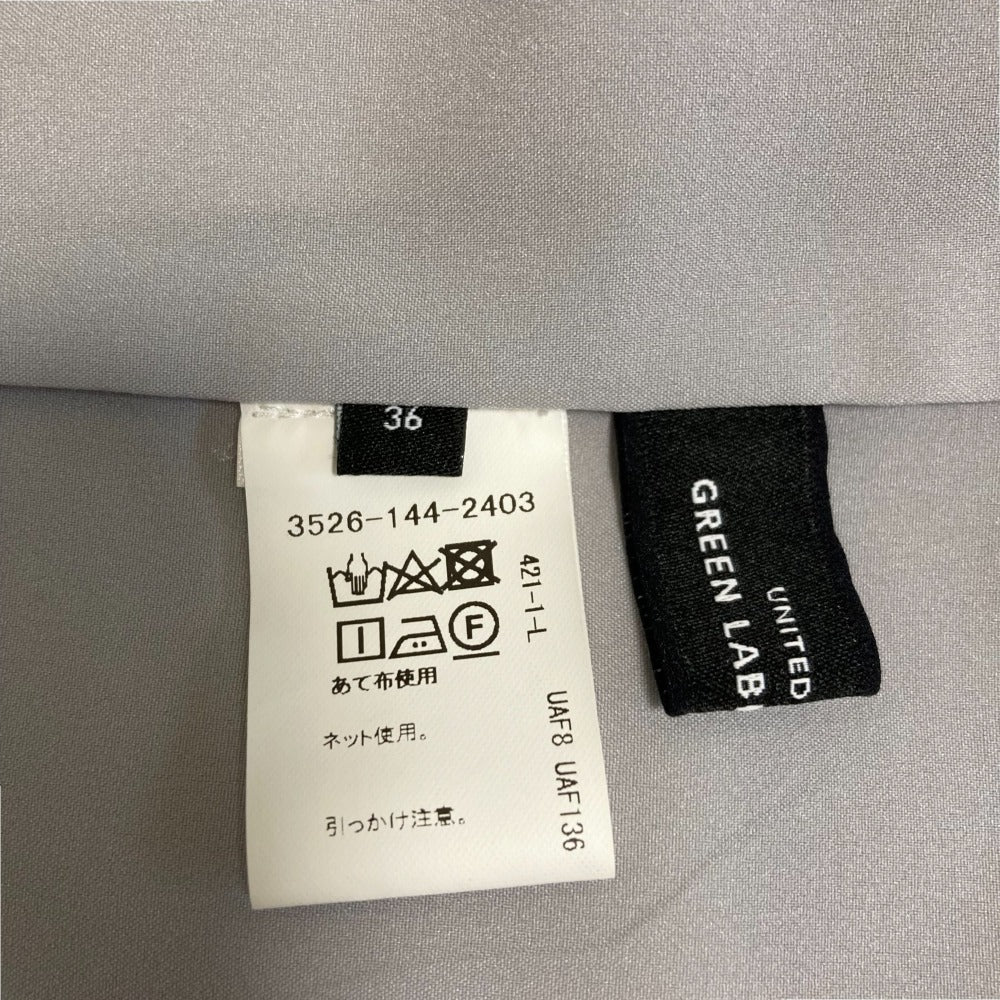 36
3526-144-2403
421-1-L
F
あて布使用
ネット使用。
引っかけ注意。
UAF8 UAF136
UNITED
GREEN LAB